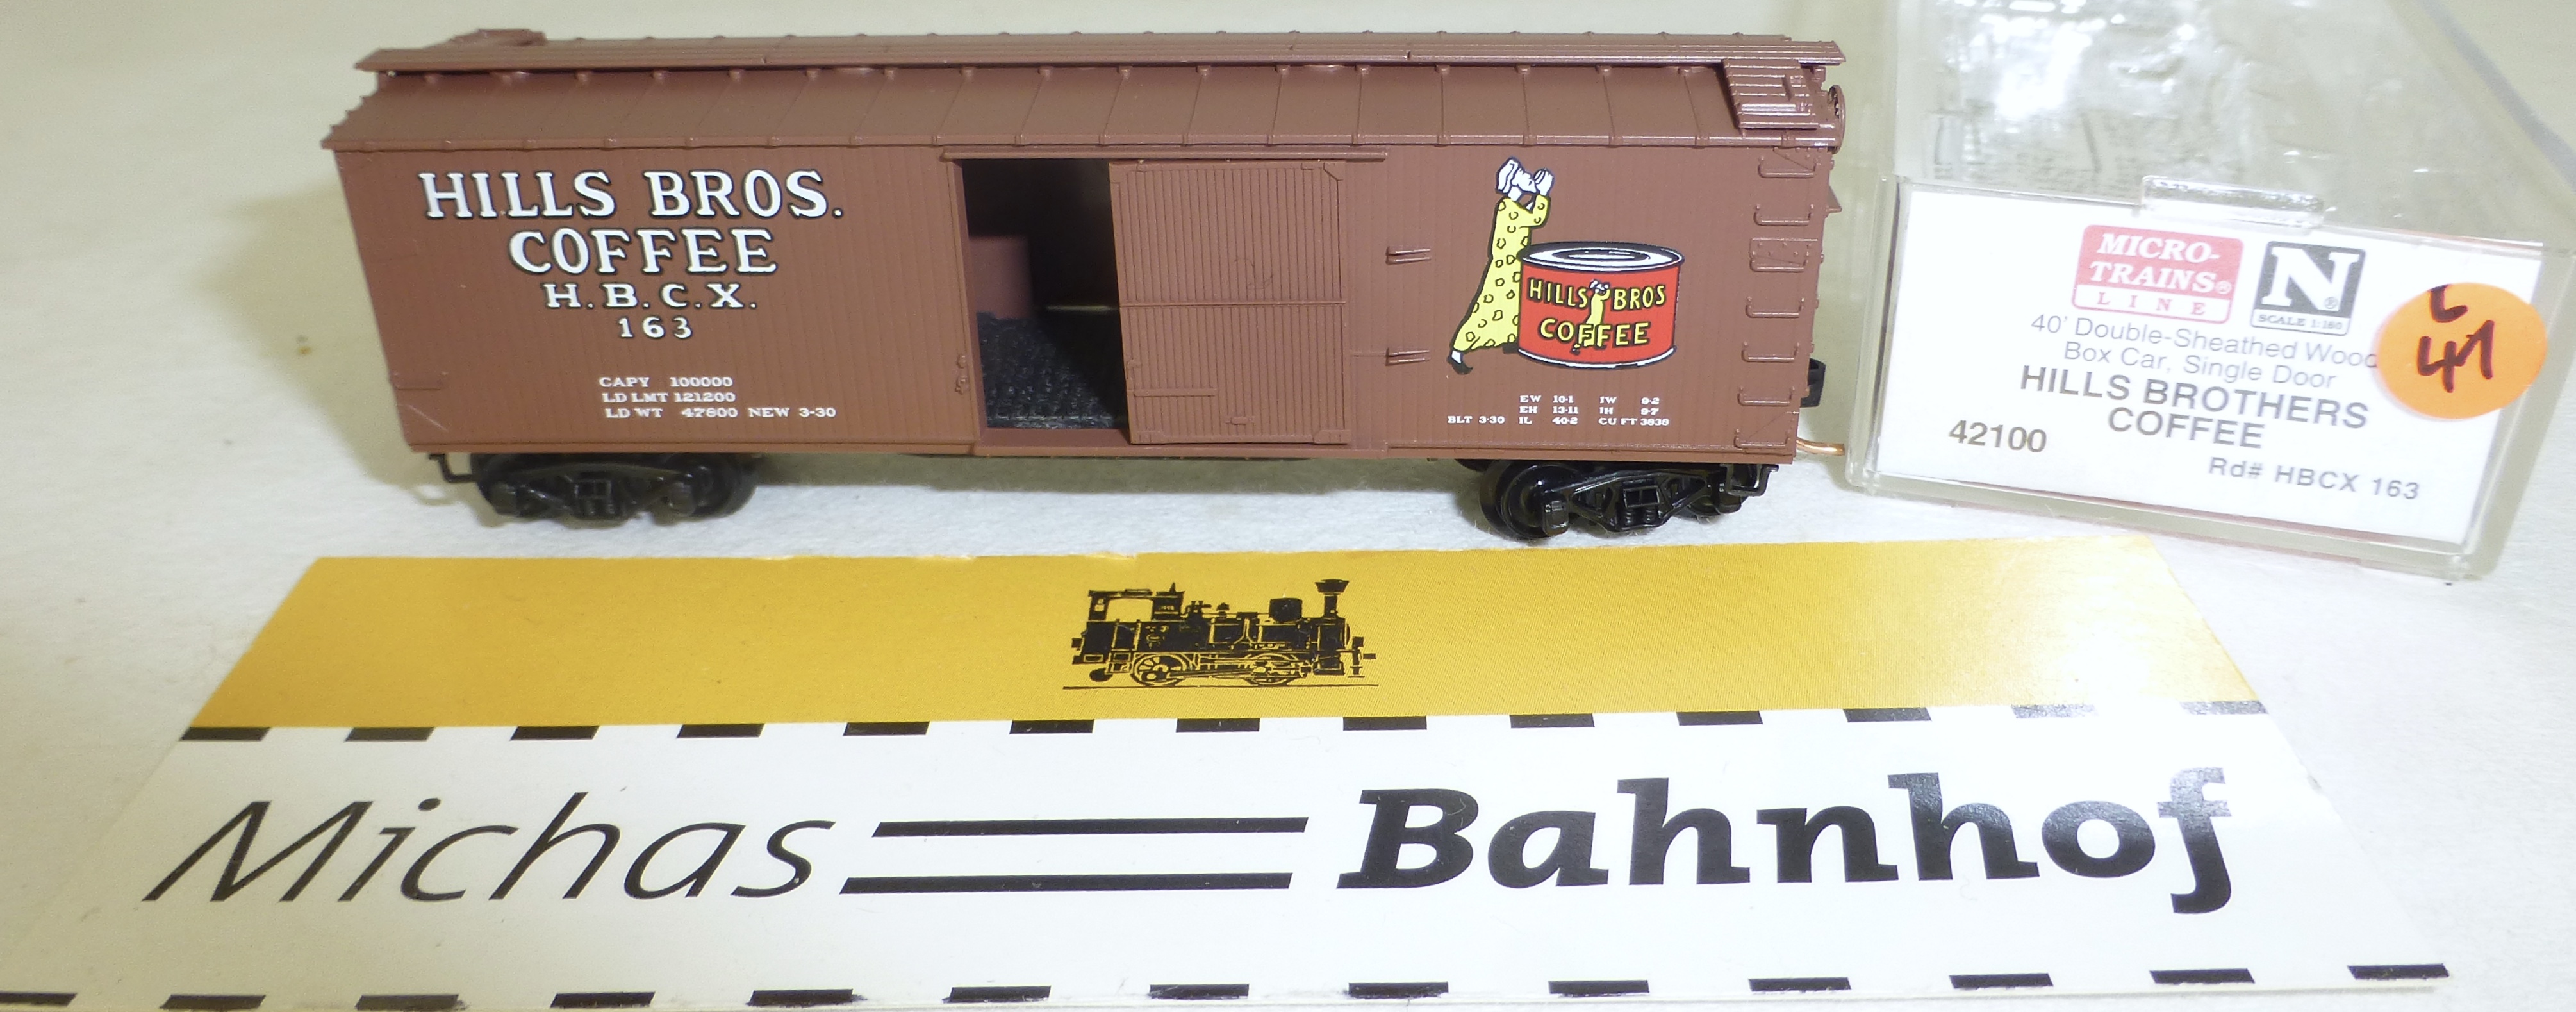 HILLS BROS.
COFFEE
H.B.C.X.
163
CAPY 100000
LD LMT 121200
LD WT 47800 NEW 3-30
HILLS BROS
COFFEE
EW 10-1 IW 9-2
EH 13-11 IH 9-7
BLT 3-30 IL 40-2 CU FT 3838
MICRO-
TRAINS®
LINE
N®
SCALE 1:160
40' Double-Sheathed Wood
Box Car, Single Door
HILLS BROTHERS
COFFEE
42100
Rd# HBCX 163
Michas Bahnhof